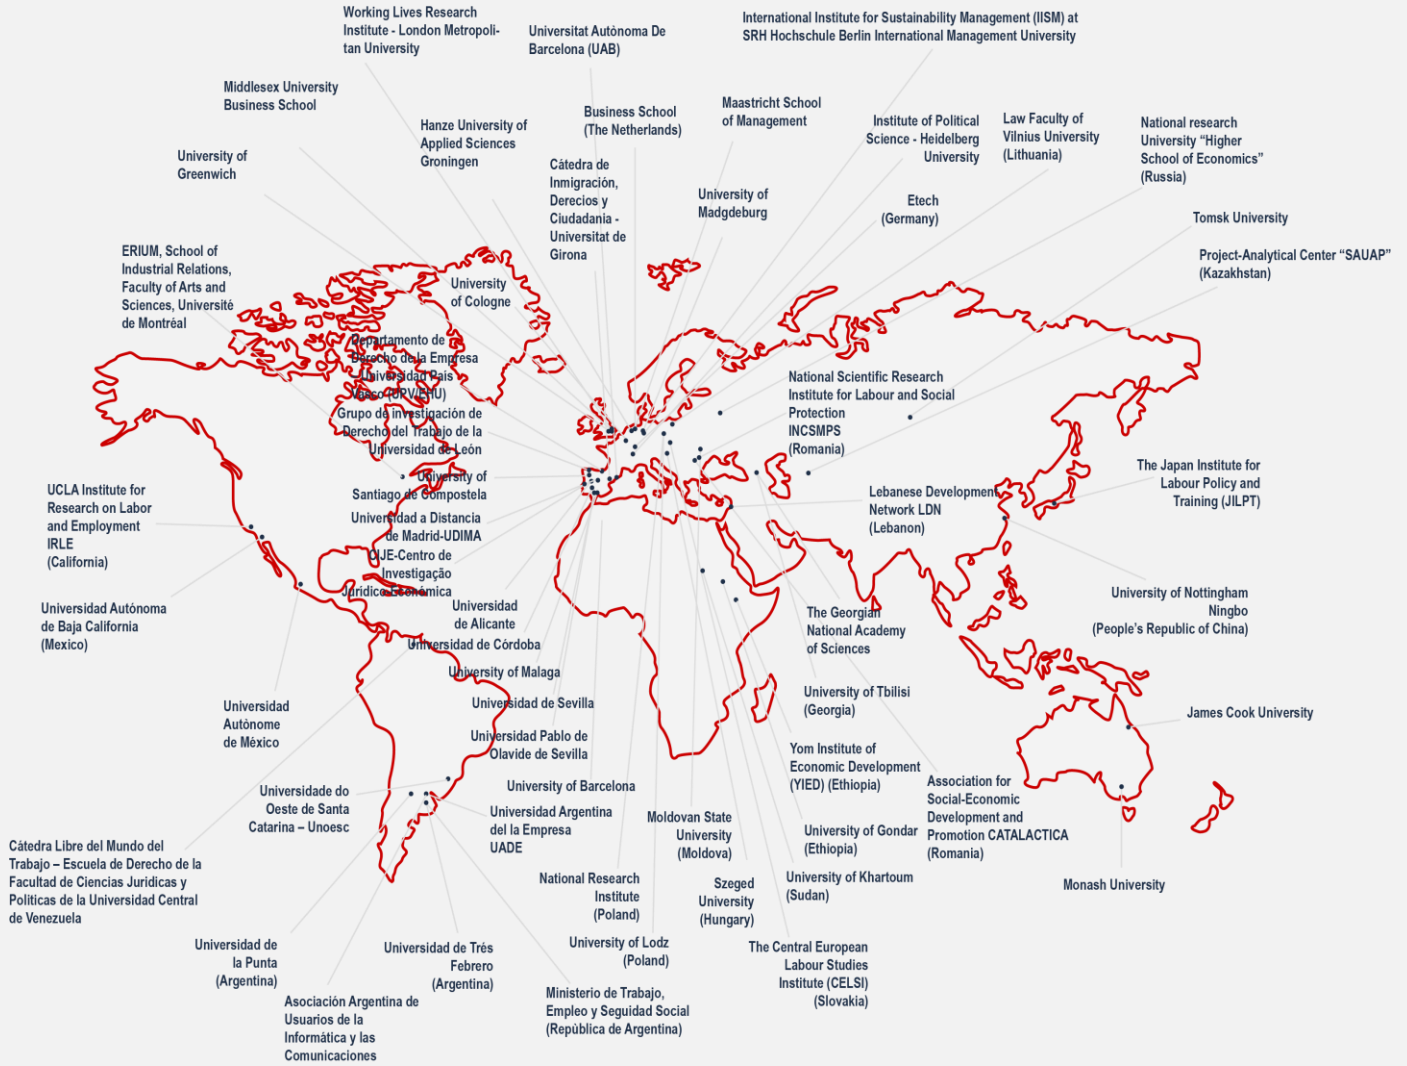 Working Lives Research
Institute - London Metropoli-
tan University
Universitat Autònoma De
Barcelona (UAB)
International Institute for Sustainability Management (IISM) at
SRH Hochschule Berlin International Management University
Middlesex University
Business School
Hanze University of
Applied Sciences
Groningen
Business School
(The Netherlands)
Maastricht School
of Management
Institute of Political
Science - Heidelberg
University
Law Faculty of
Vilnius University
(Lithuania)
National research
University “Higher
School of Economics”
(Russia)
University of
Greenwich
Cátedra de
Inmigración,
Derecios y
Ciudadania -
Universitat de
Girona
University of
Madgdeburg
Etech
(Germany)
Tomsk University
Project-Analytical Center “SAUAP”
(Kazakhstan)
ERIUM, School of
Industrial Relations,
Faculty of Arts and
Sciences, Université
de Montréal
University
of Cologne
Departamento de
Derecho de la Empresa
– Universidad Pais
Vasco (UPV/EHU)
Grupo de investigación de
Derecho del Trabajo de la
Universidad de León
University of
Santiago de Compostela
Universidad a Distancia
de Madrid-UDIMA
CIJE-Centro de
Investigação
Jurídico Económica
National Scientific Research
Institute for Labour and Social
Protection
INCSMPS
(Romania)
Lebanese Development
Network LDN
(Lebanon)
The Japan Institute for
Labour Policy and
Training (JILPT)
UCLA Institute for
Research on Labor
and Employment
IRLE
(California)
Universidad Autónoma
de Baja California
(Mexico)
Universidad
de Alicante
Universidad de Córdoba
University of Malaga
Universidad de Sevilla
Universidad Pablo de
Olavide de Sevilla
University of Barcelona
The Georgian
National Academy
of Sciences
University of Nottingham
Ningbo
(People’s Republic of China)
University of Tbilisi
(Georgia)
James Cook University
Universidad
Autónome
de México
Yom Institute of
Economic Development
(YIED) (Ethiopia)
Association for
Social-Economic
Development and
Promotion CATALACTICA
(Romania)
Universidade do
Oeste de Santa
Catarina – Unoesc
Universidad Argentina
del la Empresa
UADE
Moldovan State
University
(Moldova)
University of Gondar
(Ethiopia)
Cátedra Libre del Mundo del
Trabajo – Escuela de Derecho de la
Facultad de Ciencias Juridicas y
Politicas de la Universidad Central
de Venezuela
National Research
Institute
(Poland)
Szeged
University
(Hungary)
University of Khartoum
(Sudan)
Monash University
Universidad de
la Punta
(Argentina)
Universidad de Trés
Febrero
(Argentina)
University of Lodz
(Poland)
The Central European
Labour Studies
Institute (CELSI)
(Slovakia)
Asociación Argentina de
Usuarios de la
Informática y las
Comunicaciones
Ministerio de Trabajo,
Empleo y Seguidad Social
(República de Argentina)